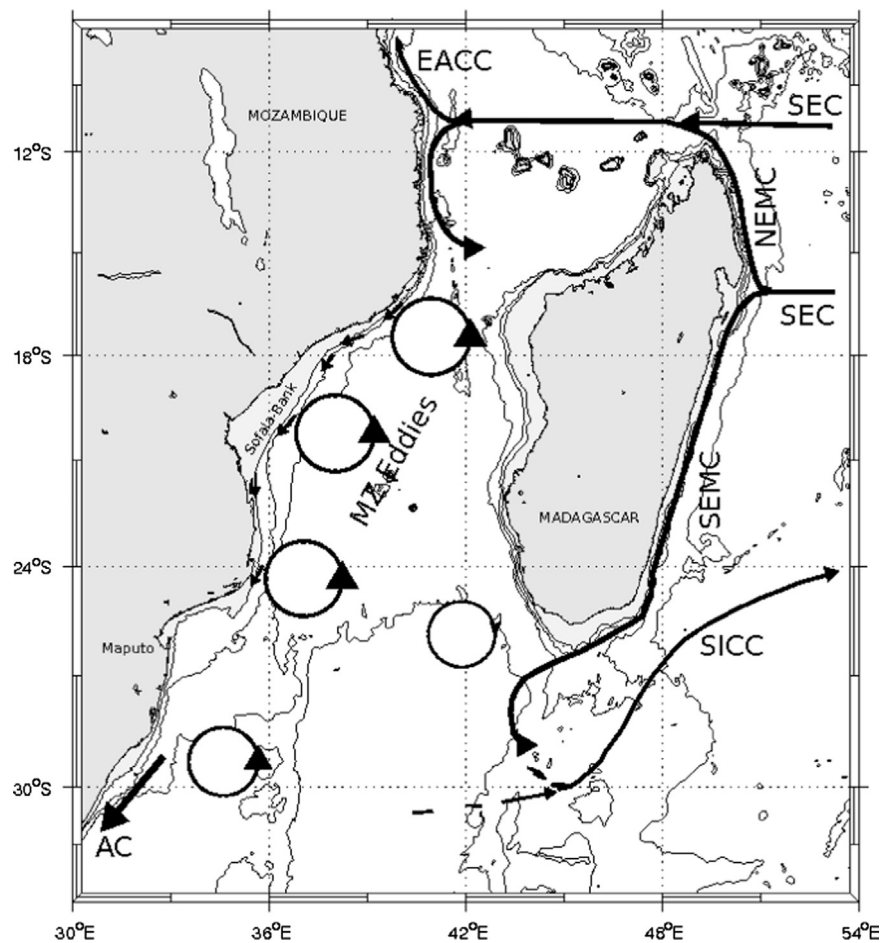 EACC
SEC
MOZAMBIQUE
12°S
NEMC
SEC
18°S
Sofala Bank
MZ Eddies
SEMC
MADAGASCAR
24°S
Maputo
SICC
30°S
AC
30°E 36°E 42°E 48°E 54°E